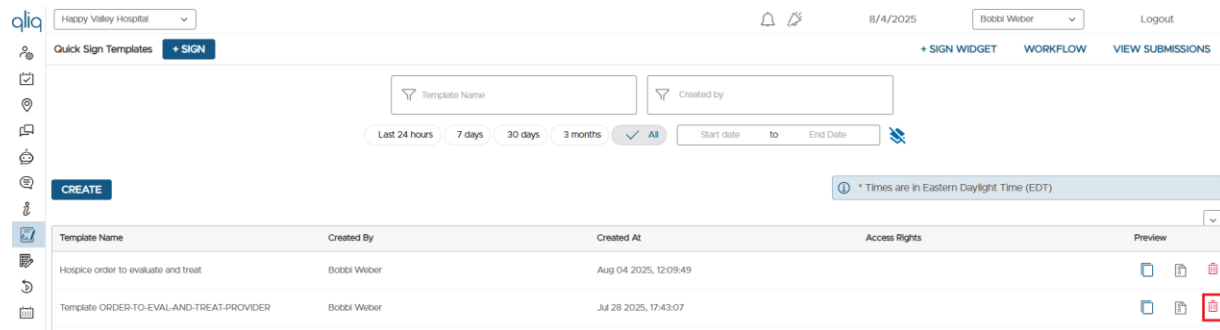 qliq
Happy Valley Hospital
8/4/2025
Bobbi Weber
Logout
Quick Sign Templates
+ SIGN
+ SIGN WIDGET
WORKFLOW
VIEW SUBMISSIONS
Template Name
Created by
Last 24 hours
7 days
30 days
3 months
All
Start date
to
End Date
CREATE
* Times are in Eastern Daylight Time (EDT)
Template Name Created By Created At Access Rights Preview
Hospice order to evaluate and treat Bobbi Weber Aug 04 2025, 12:09:49
Template ORDER-TO-EVAL-AND-TREAT-PROVIDER Bobbi Weber Jul 28 2025, 17:43:07